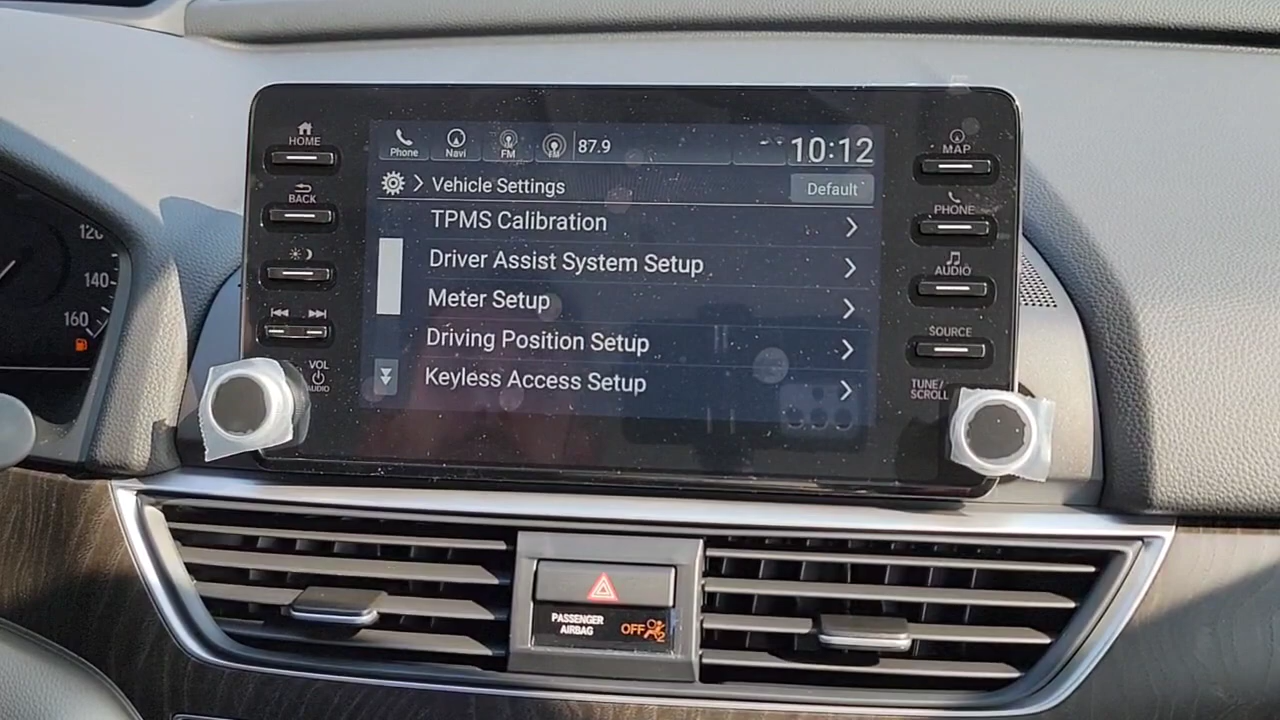 HOME
BACK
VOL
AUDIO
Phone
Navi
FM
FM
87.9
10:12
Vehicle Settings
Default
TPMS Calibration
Driver Assist System Setup
Meter Setup
Driving Position Setup
Keyless Access Setup
MAP
PHONE
AUDIO
SOURCE
TUNE/
SCROLL
120
140
160
PASSENGER
AIRBAG
OFF
2